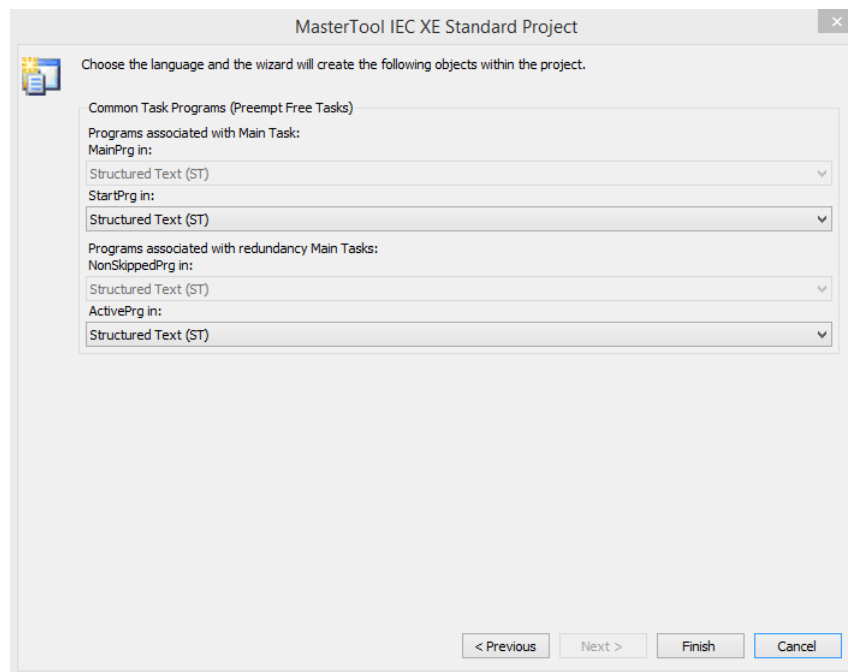 MasterTool IEC XE Standard Project
Choose the language and the wizard will create the following objects within the project.
Common Task Programs (Preempt Free Tasks)
Programs associated with Main Task:
MainPrg in:
Structured Text (ST)
StartPrg in:
Structured Text (ST)
Programs associated with redundancy Main Tasks:
NonSkippedPrg in:
Structured Text (ST)
ActivePrg in:
Structured Text (ST)
< Previous Next > Finish Cancel